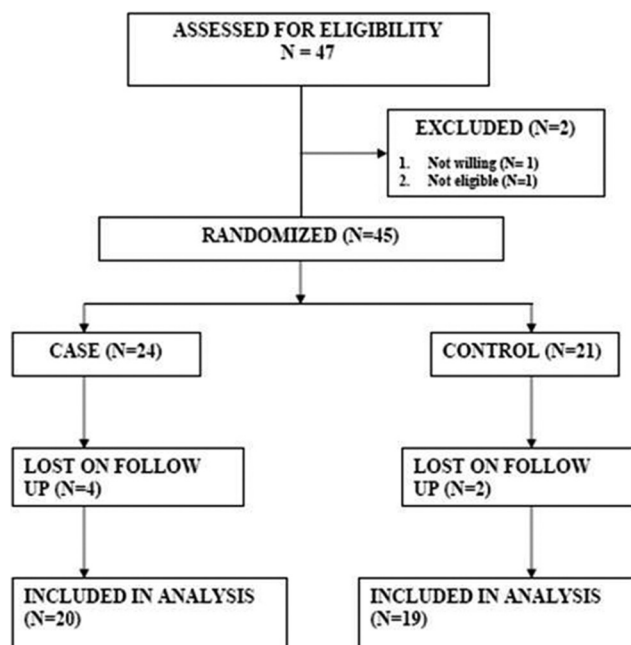 ASSESSED FOR ELIGIBILITY
N = 47
EXCLUDED (N=2)
1. Not willing (N= 1)
2. Not eligible (N=1)
RANDOMIZED (N=45)
CASE (N=24)
CONTROL (N=21)
LOST ON FOLLOW
UP (N=4)
LOST ON FOLLOW
UP (N=2)
INCLUDED IN ANALYSIS
(N=20)
INCLUDED IN ANALYSIS
(N=19)